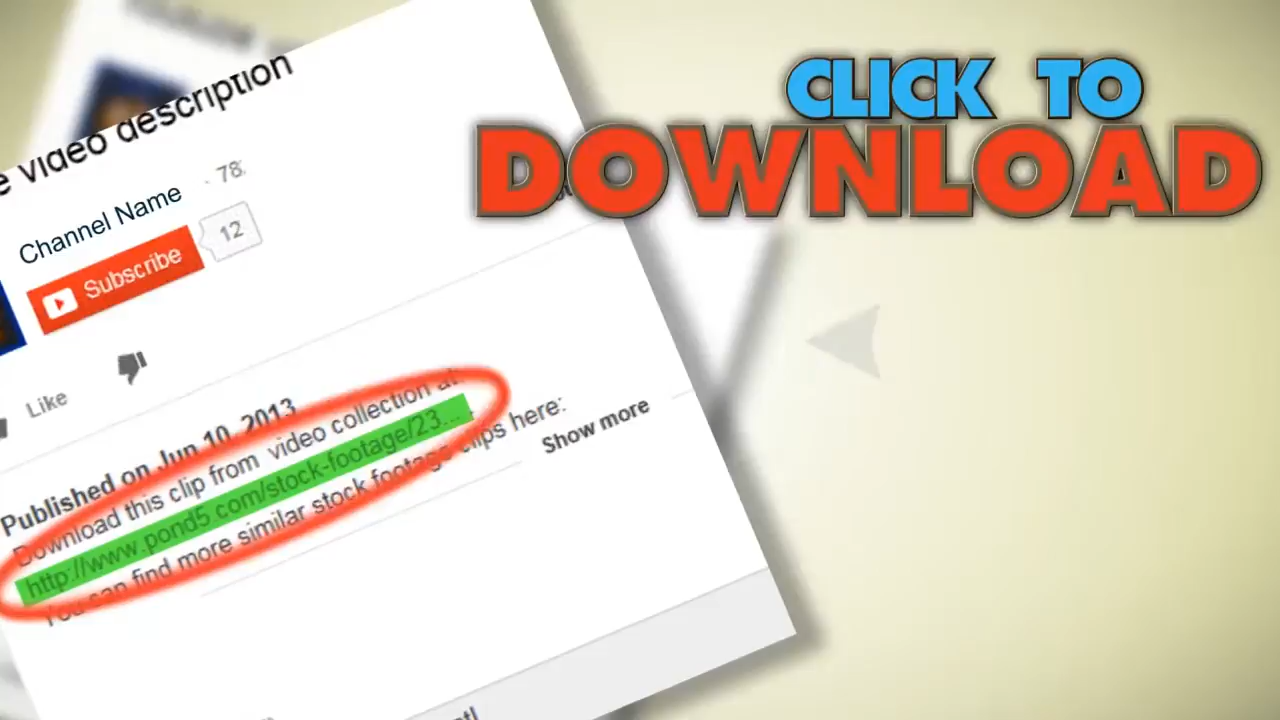 CLICK TO
DOWNLOAD
video description
Channel Name
78
Subscribe
12
Like
Published on Jun 10, 2013
Download this clip from video collection at
http://www.pond5.com/stock-footage/23...
You can find more similar stock footage clips here:
Show more